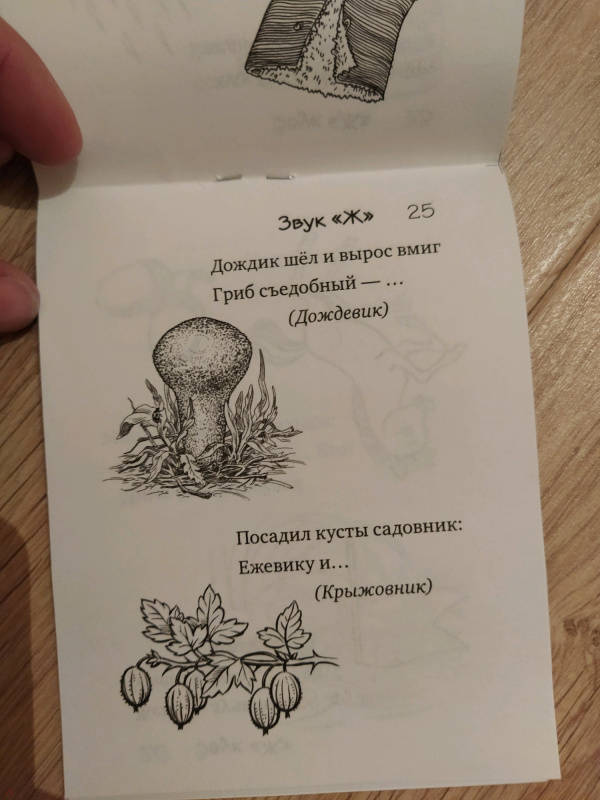 Звук «Ж» 25
Дождик шёл и вырос вмиг
Гриб съедобный — ...
(Дождевик)
Посадил кусты садовник:
Ежевику и...
(Крыжовник)